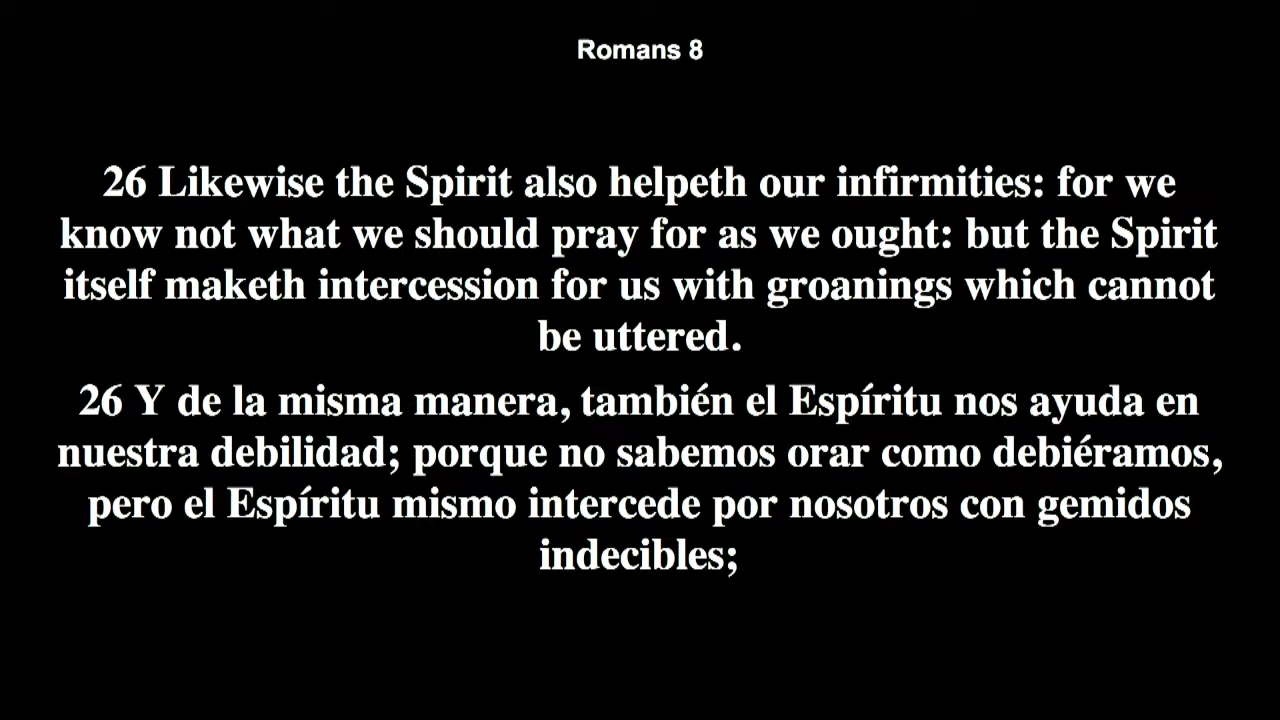 Romans 8
26 Likewise the Spirit also helpeth our infirmities: for we
know not what we should pray for as we ought: but the Spirit
itself maketh intercession for us with groanings which cannot
be uttered.
26 Y de la misma manera, también el Espíritu nos ayuda en
nuestra debilidad; porque no sabemos orar como debiéramos,
pero el Espíritu mismo intercede por nosotros con gemidos
indecibles;